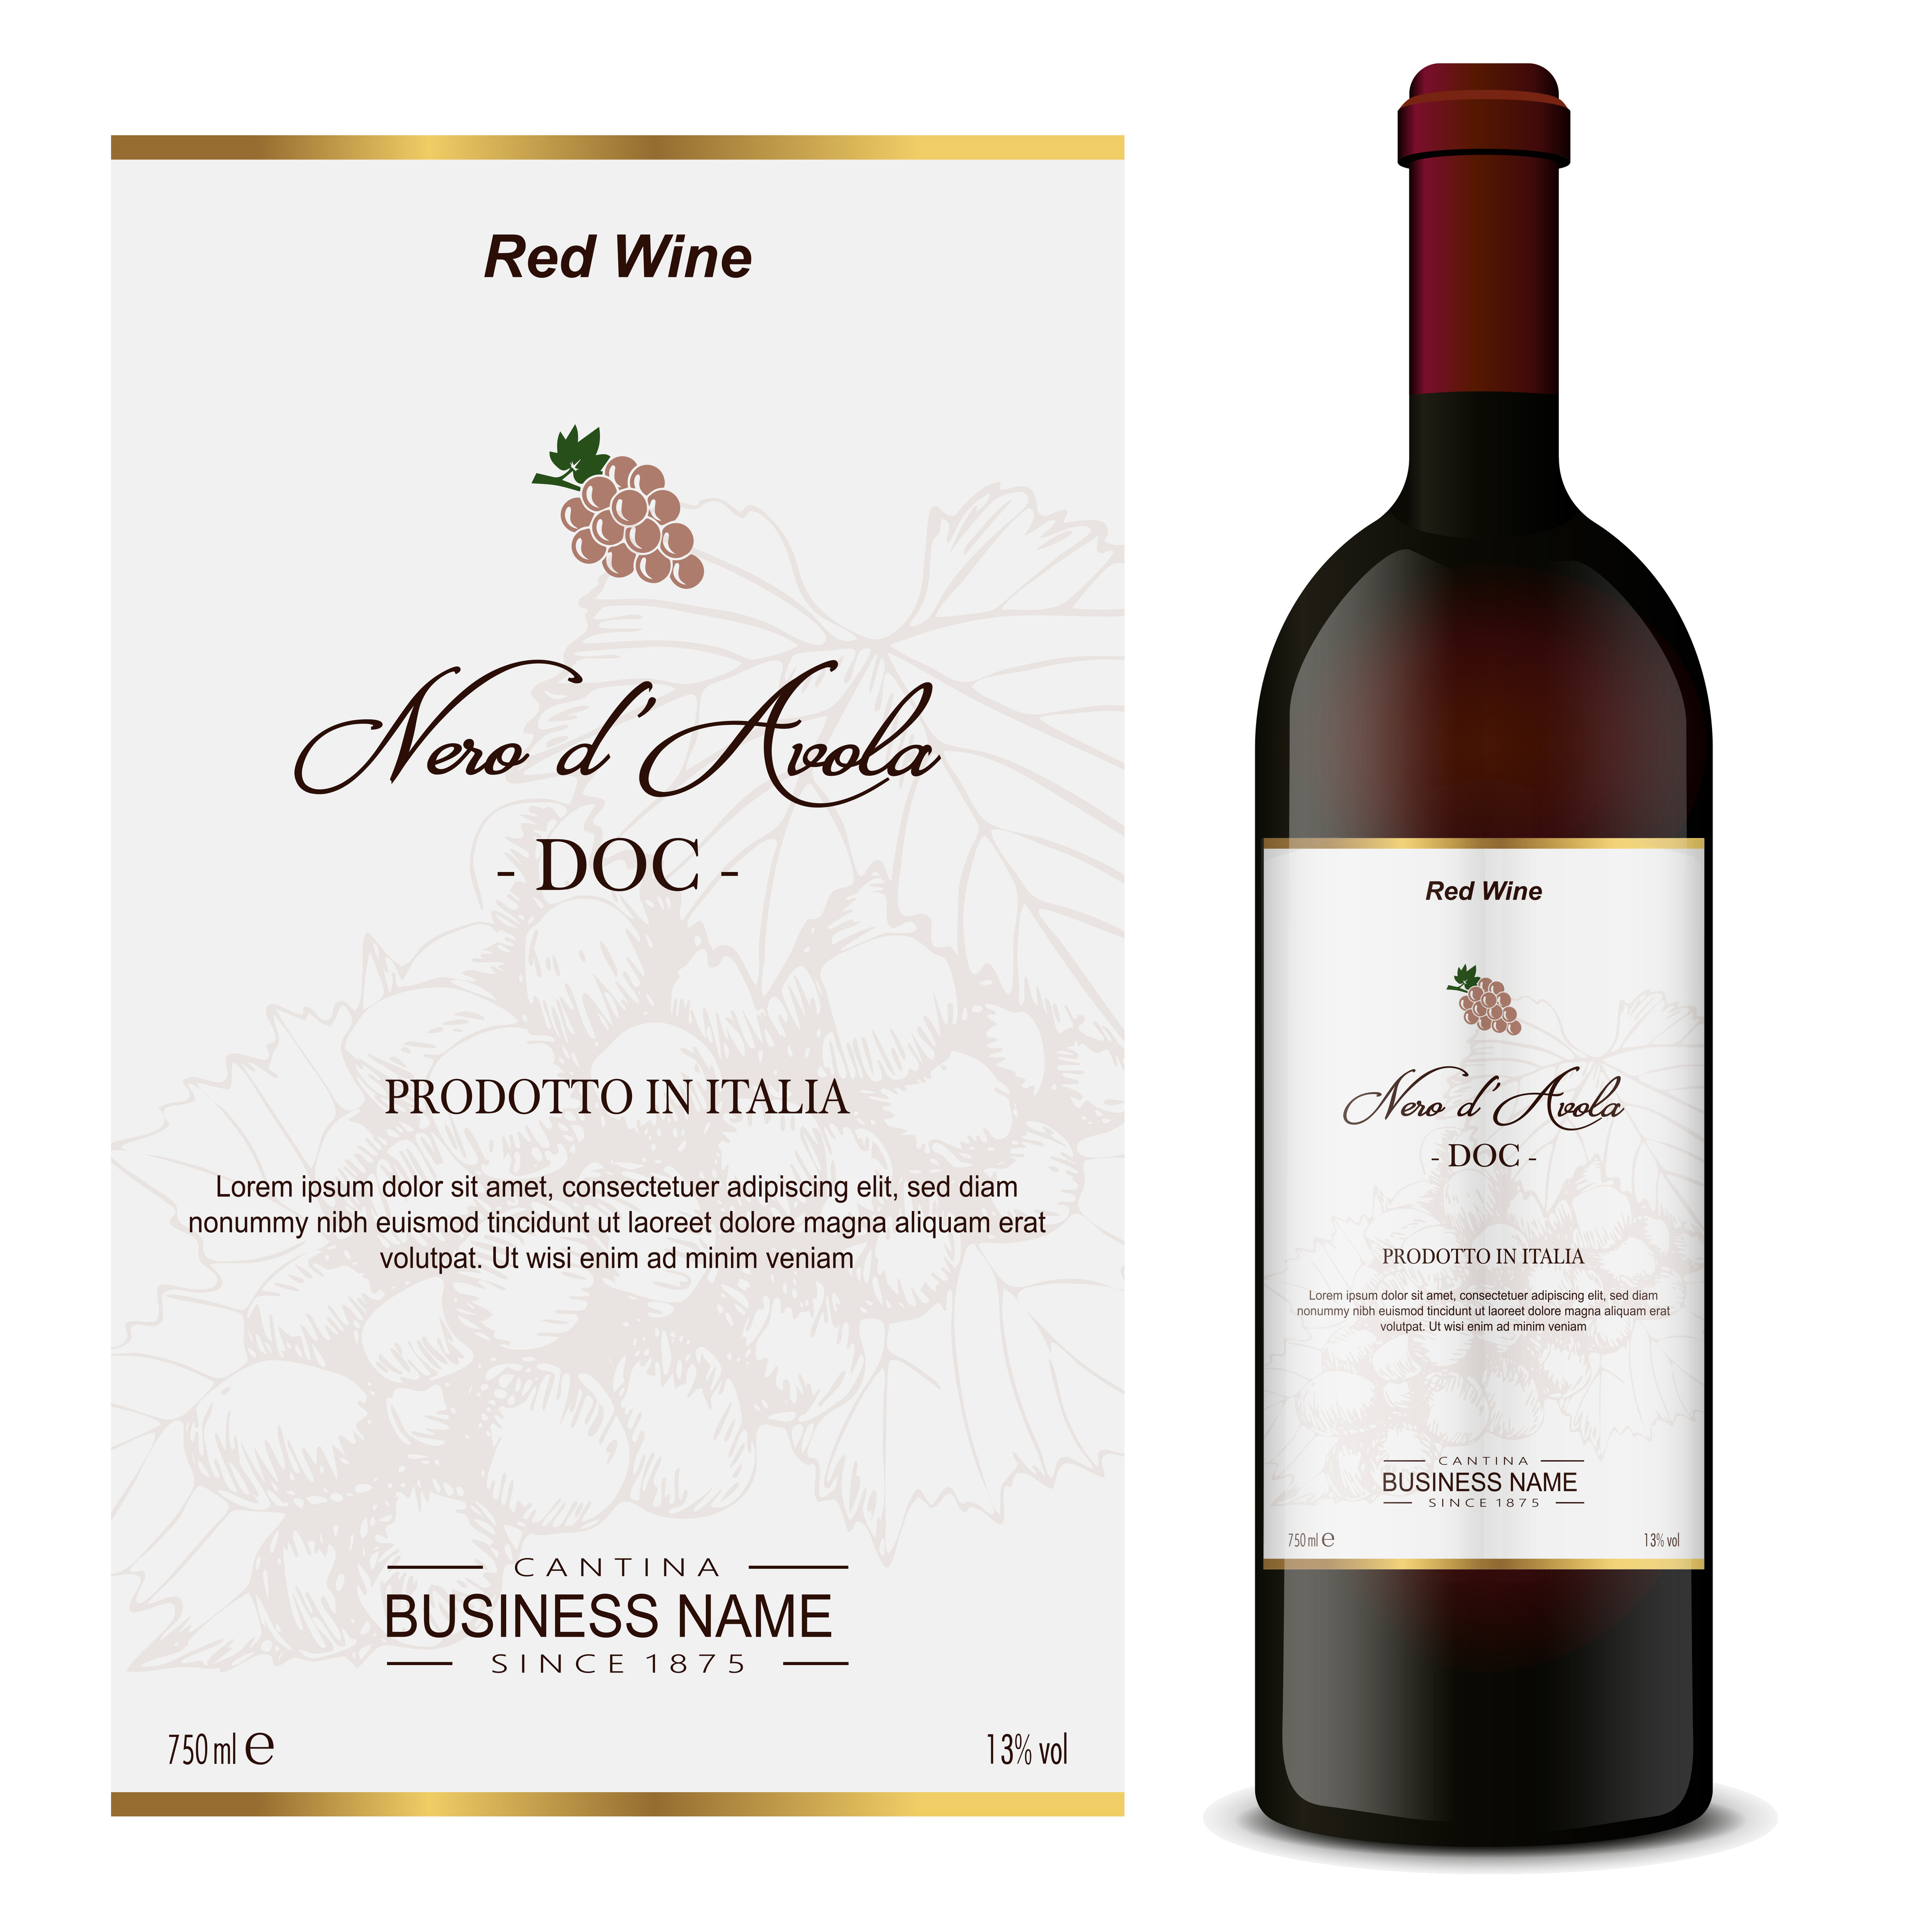 Red Wine
Nero d'Avola
- DOC -
PRODOTTO IN ITALIA
Lorem ipsum dolor sit amet, consectetuer adipiscing elit, sed diam
nonummy nibh euismod tincidunt ut laoreet dolore magna aliquam erat
volutpat. Ut wisi enim ad minim veniam
CANTINA
BUSINESS NAME
SINCE 1875
750 ml ℮
13% vol
Red Wine
Nero d'Avola
- DOC -
PRODOTTO IN ITALIA
Lorem ipsum dolor sit amet, consectetuer adipiscing elit, sed diam
nonummy nibh euismod tincidunt ut laoreet dolore magna aliquam erat
volutpat. Ut wisi enim ad minim veniam
CANTINA
BUSINESS NAME
SINCE 1875
750 ml ℮
13% vol